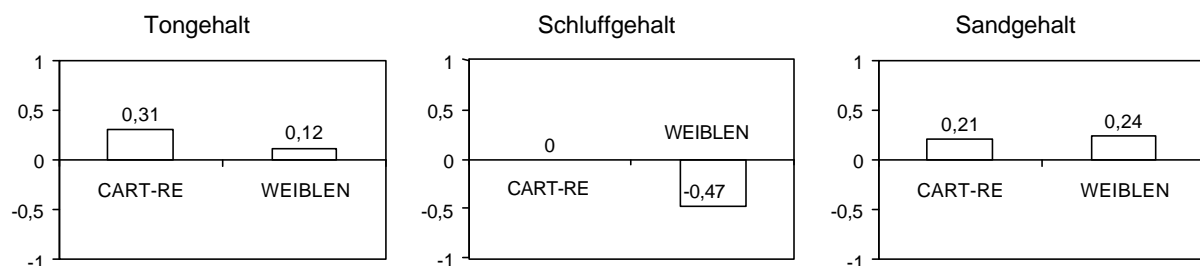 Tongehalt
1
0,5
0
-0,5
-1
0,31
0,12
CART-RE
WEIBLEN
Schluffgehalt
1
0,5
0
-0,5
-1
WEIBLEN
0
CART-RE
-0,47
Sandgehalt
1
0,5
0
-0,5
-1
0,21
0,24
CART-RE
WEIBLEN